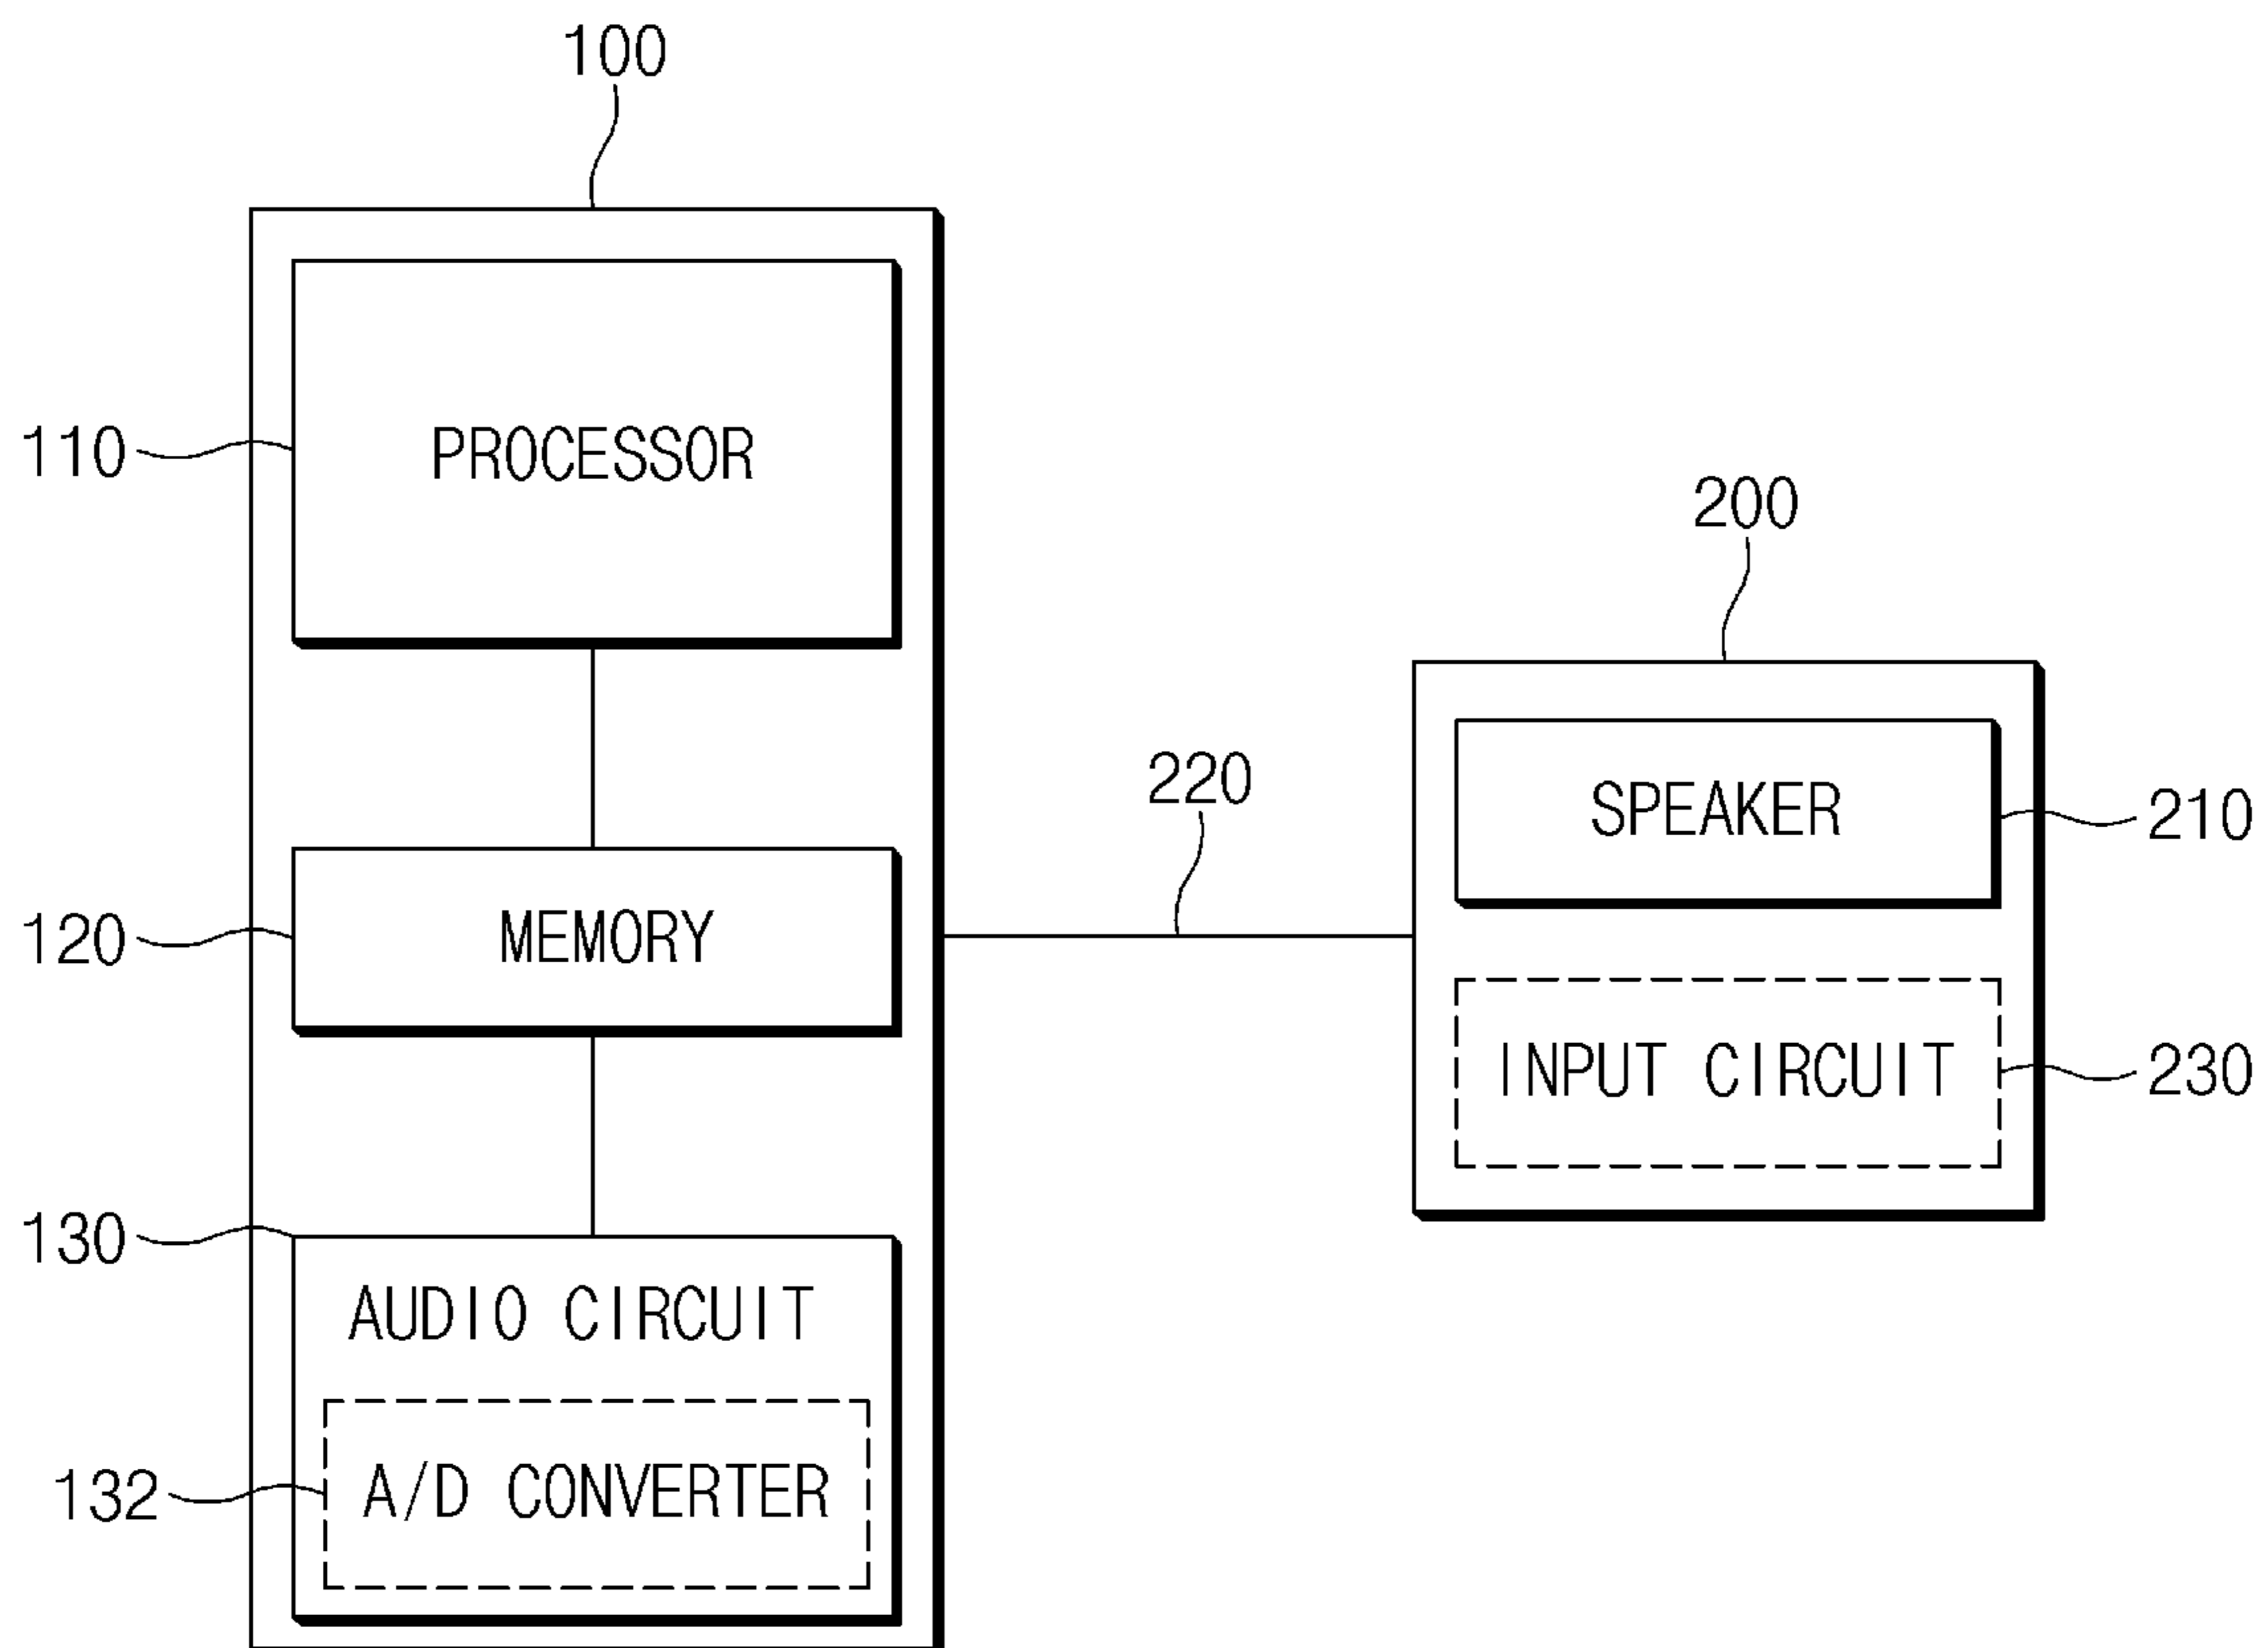 100
110
PROCESSOR
200
220
SPEAKER
210
120
MEMORY
INPUT CIRCUIT
230
130
AUDIO CIRCUIT
132
A/D CONVERTER